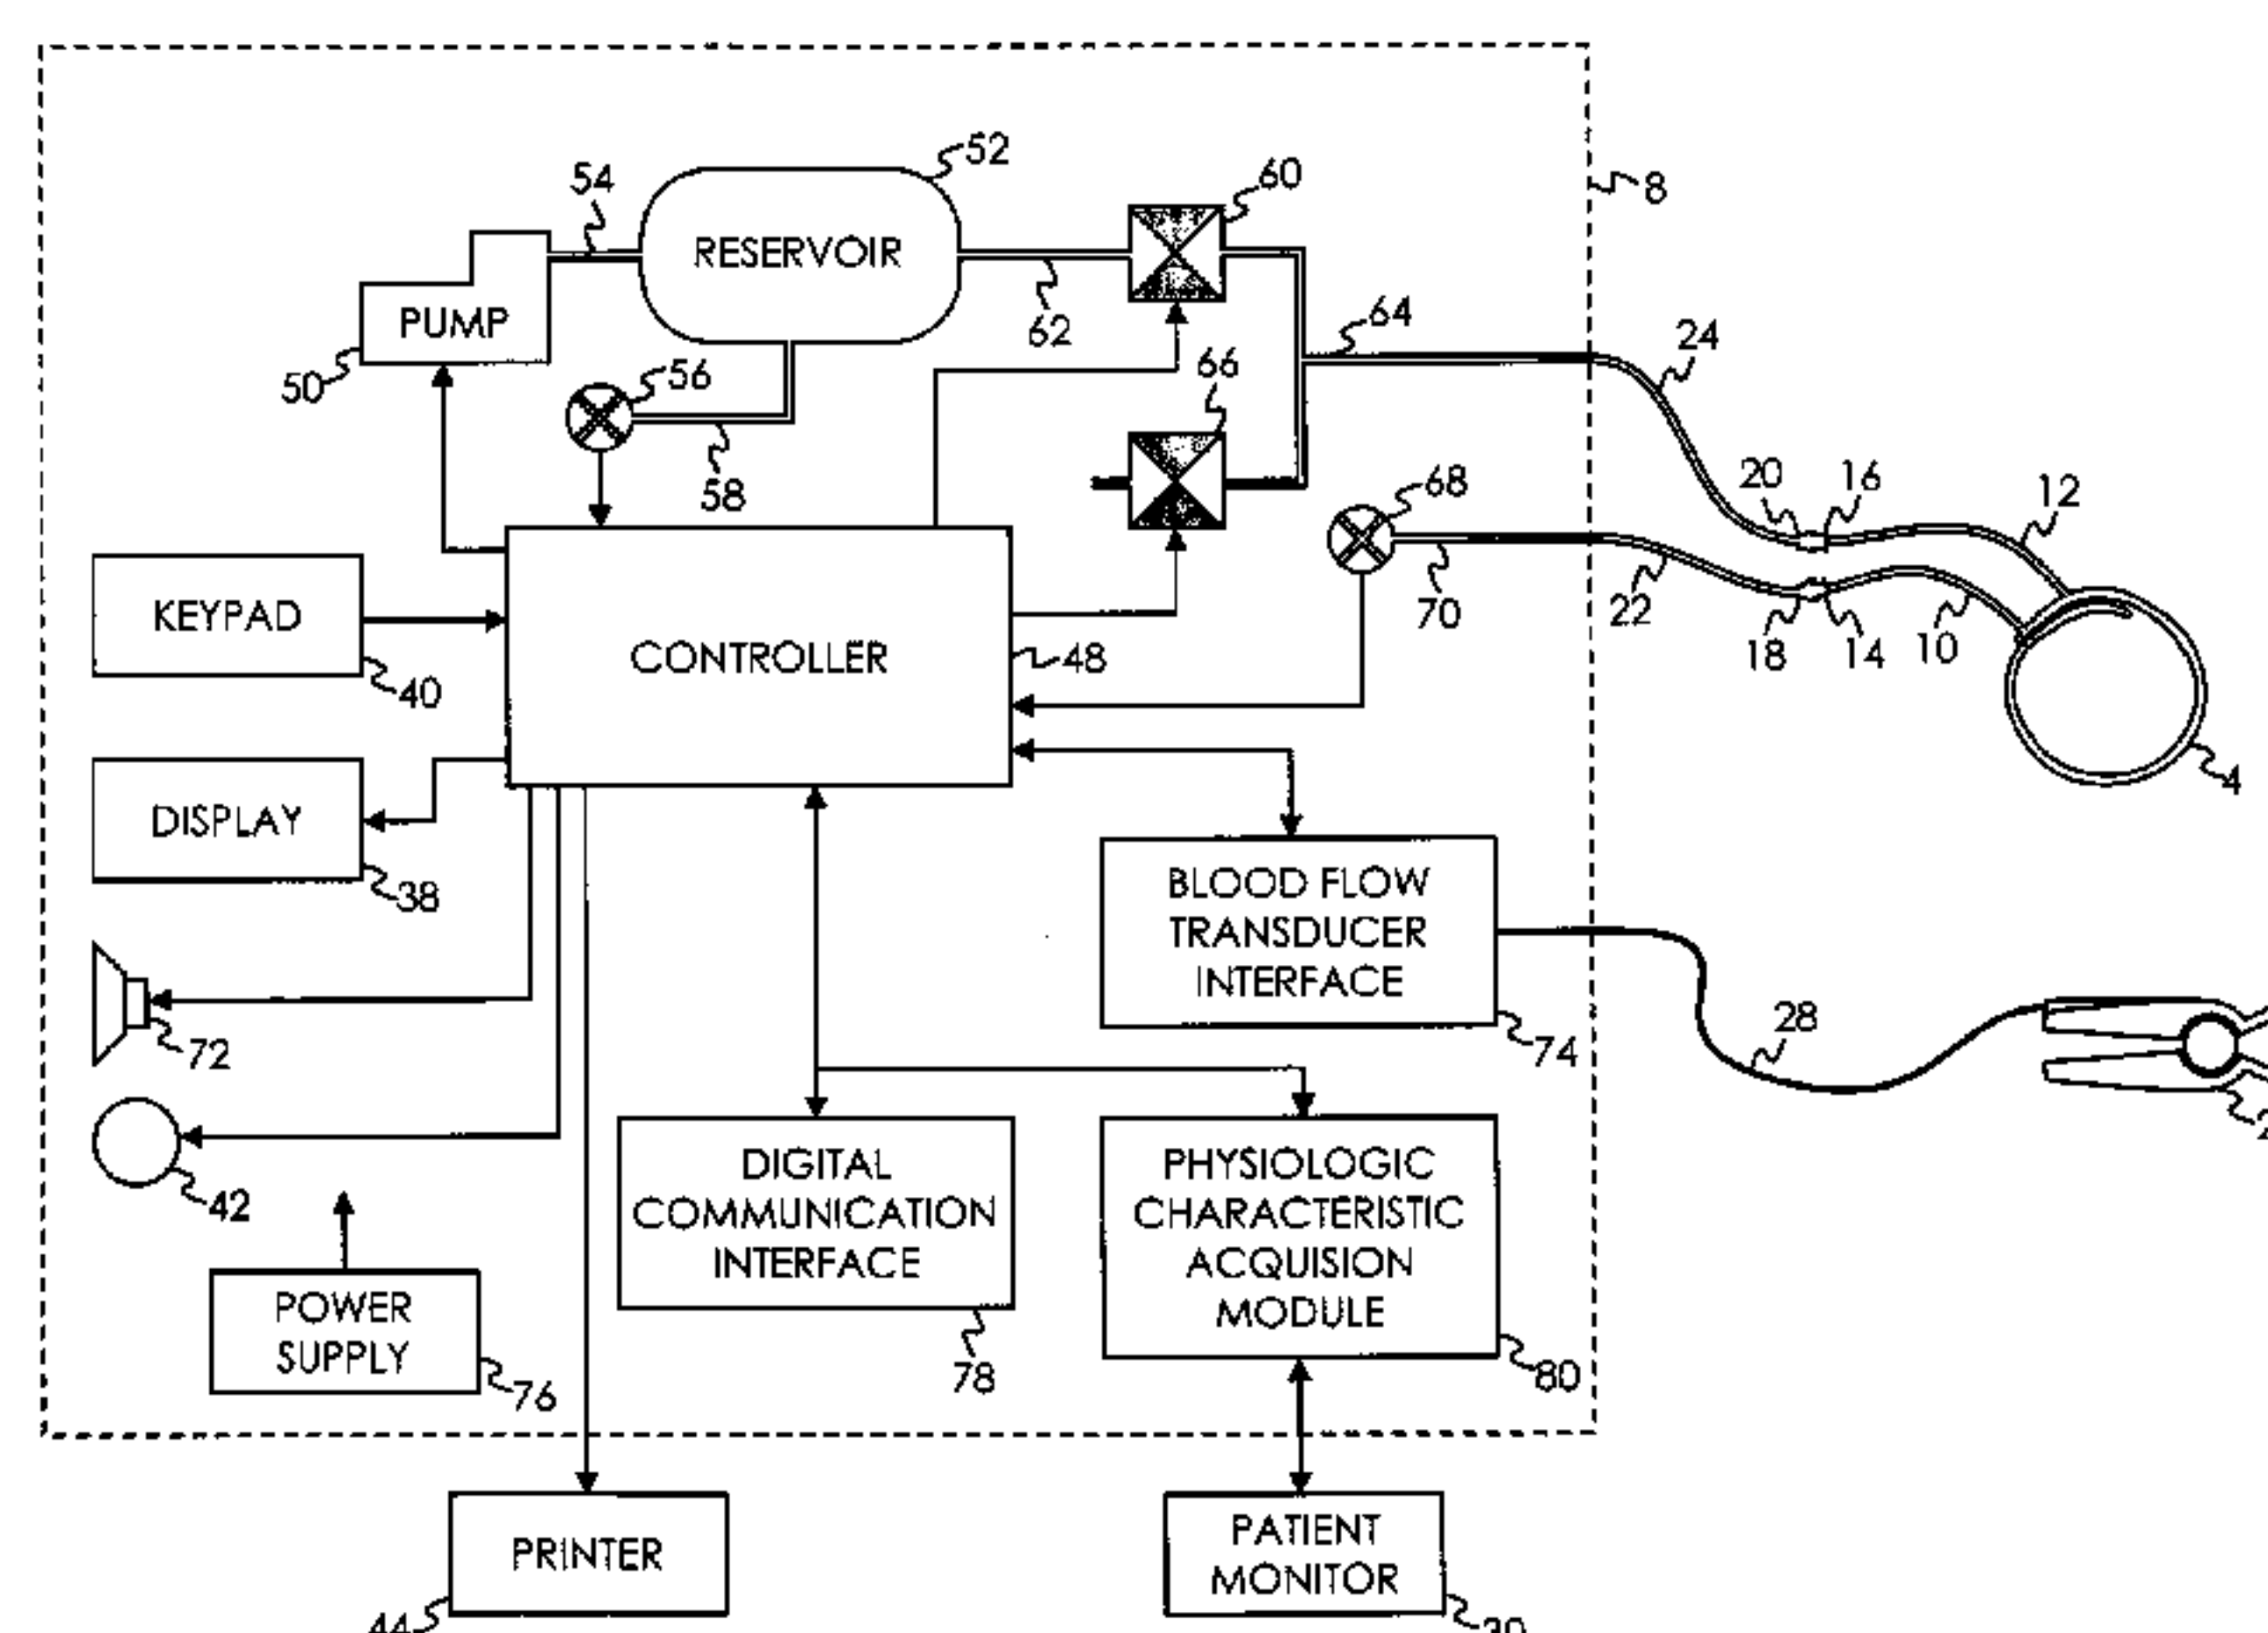 52
54
60
8
RESERVOIR
PUMP
62
64
24
50
56
66
58
68
20
16
12
KEYPAD
CONTROLLER
48
70
22
18
14
10
40
4
DISPLAY
38
BLOOD FLOW
TRANSDUCER
INTERFACE
72
74
28
42
DIGITAL
COMMUNICATION
INTERFACE
PHYSIOLOGIC
CHARACTERISTIC
ACQUISION
MODULE
POWER
SUPPLY
76
78
80
PRINTER
PATIENT
MONITOR
44
30